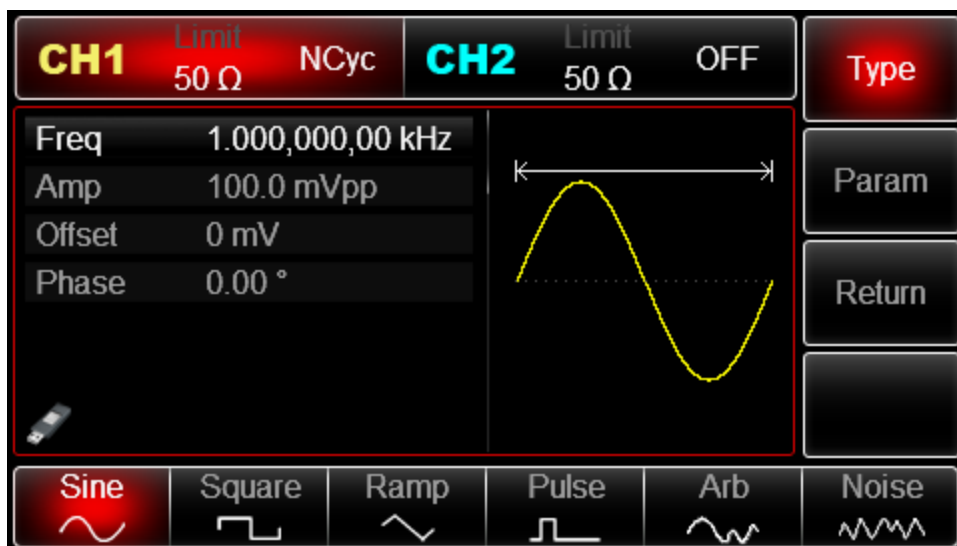 CH1 Limit 50 Ω NCyc
CH2 Limit 50 Ω OFF
Type
Freq 1.000,000,00 kHz
Amp 100.0 mVpp
Offset 0 mV
Phase 0.00 °
Param
Return
Sine Square Ramp Pulse Arb Noise